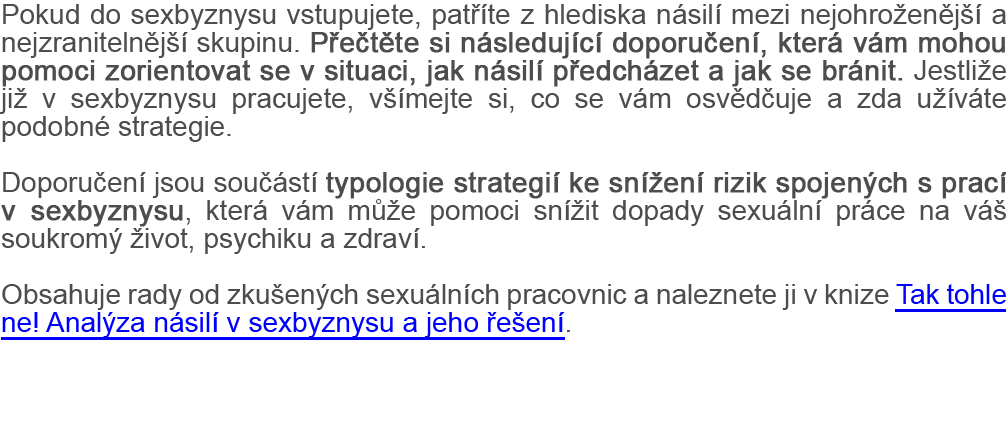 Pokud do sexbyznysu vstupujete, patříte z hlediska násilí mezi nejohroženější a
nejzranitelnější skupinu. Přečtěte si následující doporučení, která vám mohou
pomoci zorientovat se v situaci, jak násilí předcházet a jak se bránit. Jestliže
již v sexbyznysu pracujete, všímejte si, co se vám osvědčuje a zda užíváte
podobné strategie.
Doporučení jsou součástí typologie strategií ke snížení rizik spojených s prací
v sexbyznysu, která vám může pomoci snížit dopady sexuální práce na váš
soukromý život, psychiku a zdraví.
Obsahuje rady od zkušených sexuálních pracovnic a naleznete ji v knize Tak tohle
ne! Analýza násilí v sexbyznysu a jeho řešení.